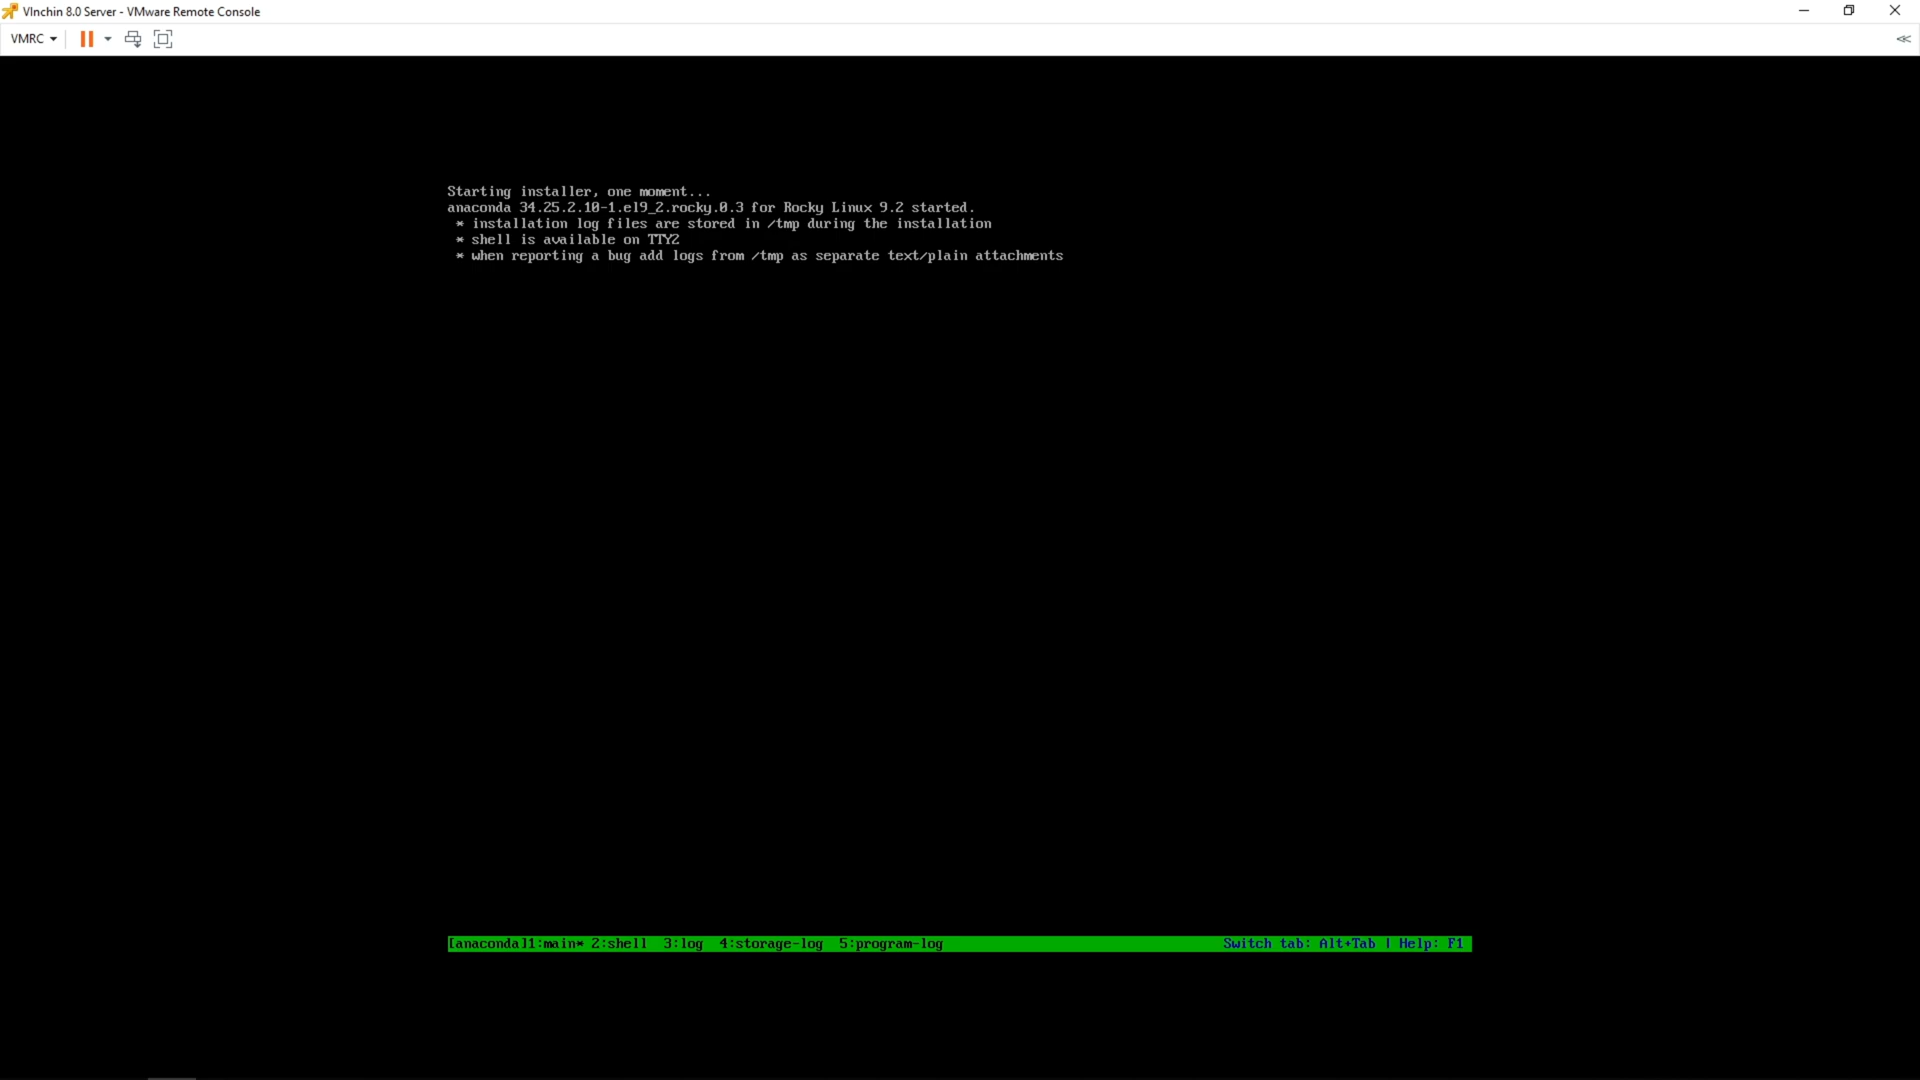 VInchin 8.0 Server - VMware Remote Console
VMRC
Starting installer, one moment...
anaconda 34.25.2.10-1.el9_2.rocky.0.3 for Rocky Linux 9.2 started.
* installation log files are stored in /tmp during the installation
* shell is available on TTY2
* when reporting a bug add logs from /tmp as separate text/plain attachments
[anaconda]1:main* 2:shell  3:log  4:storage-log  5:program-log Switch tab: Alt+Tab | Help: F1